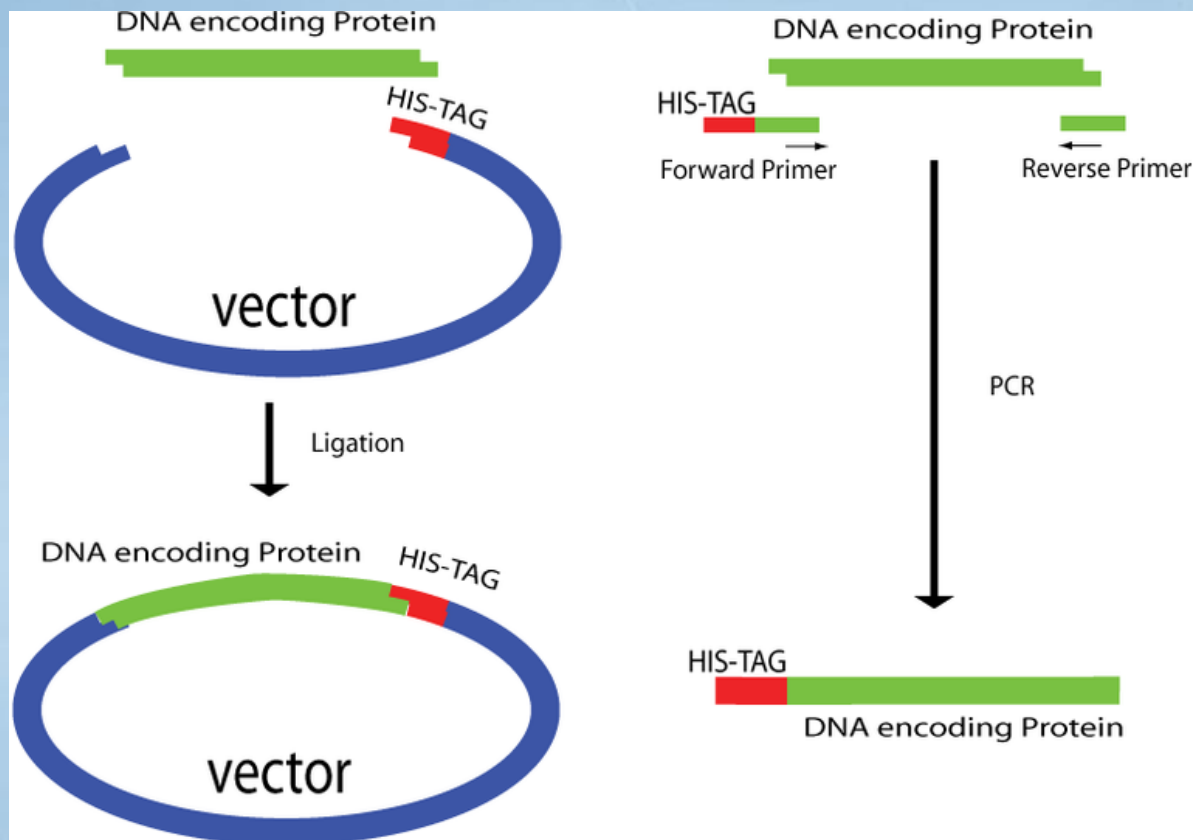 DNA encoding Protein
HIS-TAG
vector
Ligation
DNA encoding Protein
HIS-TAG
vector
DNA encoding Protein
HIS-TAG
Forward Primer
Reverse Primer
PCR
HIS-TAG
DNA encoding Protein